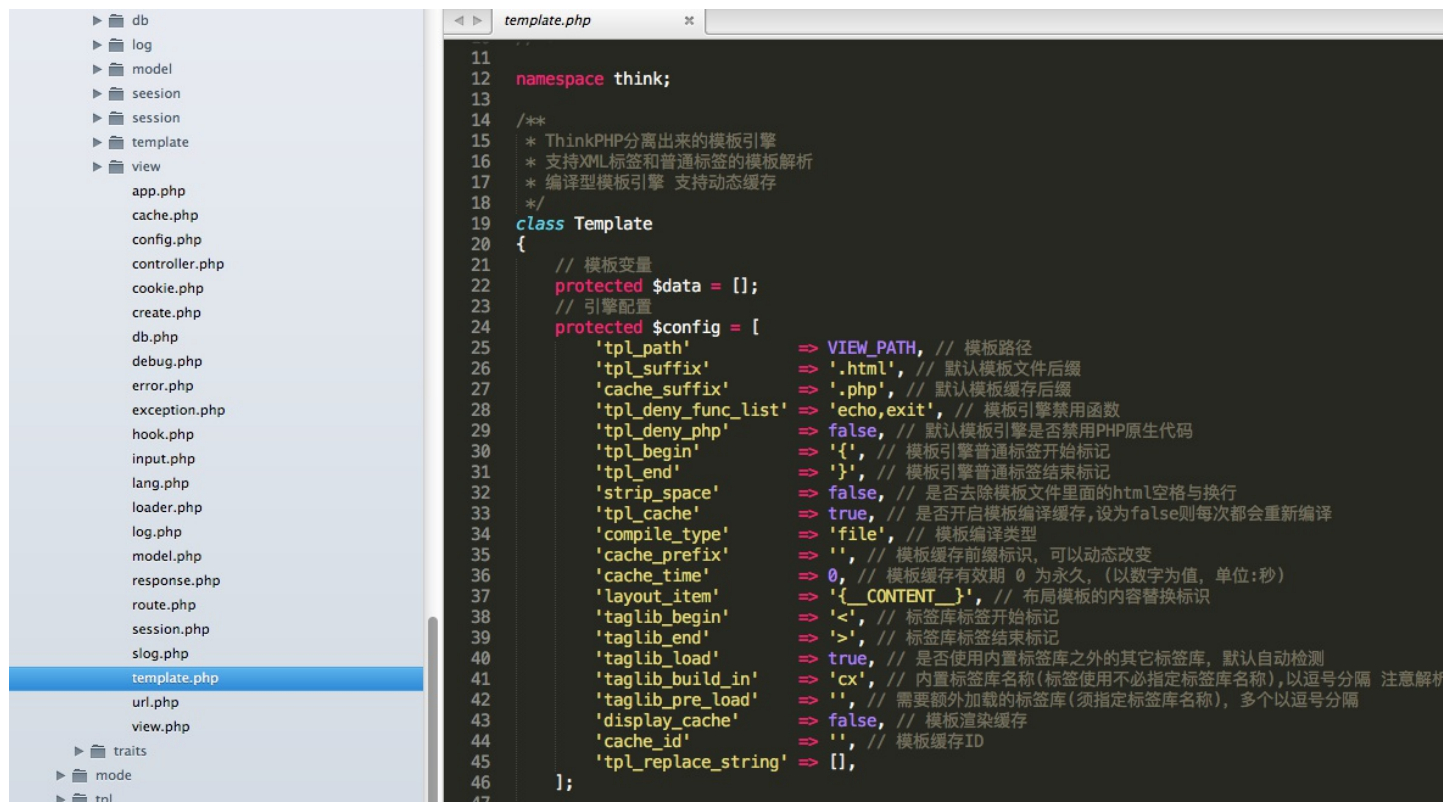 db
log
model
seesion
session
template
view
app.php
cache.php
config.php
controller.php
cookie.php
create.php
db.php
debug.php
error.php
exception.php
hook.php
input.php
lang.php
loader.php
log.php
model.php
response.php
route.php
session.php
slog.php
template.php
url.php
view.php
traits
mode
tpl
template.php
11
12 namespace think;
13
14 /**
15 * ThinkPHP分离出来的模板引擎
16 * 支持XML标签和普通标签的模板解析
17 * 编译型模板引擎 支持动态缓存
18 */
19 class Template
20 {
21 // 模板变量
22 protected $data = [];
23 // 引擎配置
24 protected $config = [
25 'tpl_path' => VIEW_PATH, // 模板路径
26 'tpl_suffix' => '.html', // 默认模板文件后缀
27 'cache_suffix' => '.php', // 默认模板缓存后缀
28 'tpl_deny_func_list' => 'echo,exit', // 模板引擎禁用函数
29 'tpl_deny_php' => false, // 默认模板引擎是否禁用PHP原生代码
30 'tpl_begin' => '{', // 模板引擎普通标签开始标记
31 'tpl_end' => '}', // 模板引擎普通标签结束标记
32 'strip_space' => false, // 是否去除模板文件里面的html空格与换行
33 'tpl_cache' => true, // 是否开启模板编译缓存,设为false则每次都会重新编译
34 'compile_type' => 'file', // 模板编译类型
35 'cache_prefix' => '', // 模板缓存前缀标识，可以动态改变
36 'cache_time' => 0, // 模板缓存有效期 0 为永久，(以数字为值，单位:秒)
37 'layout_item' => '{__CONTENT__}', // 布局模板的内容替换标识
38 'taglib_begin' => '<', // 标签库标签开始标记
39 'taglib_end' => '>', // 标签库标签结束标记
40 'taglib_load' => true, // 是否使用内置标签库之外的其它标签库，默认自动检测
41 'taglib_build_in' => 'cx', // 内置标签库名称(标签使用不必指定标签库名称),以逗号分隔 注意解析
42 'taglib_pre_load' => '', // 需要额外加载的标签库(须指定标签库名称)，多个以逗号分隔
43 'display_cache' => false, // 模板渲染缓存
44 'cache_id' => '', // 模板缓存ID
45 'tpl_replace_string' => [],
46 ];